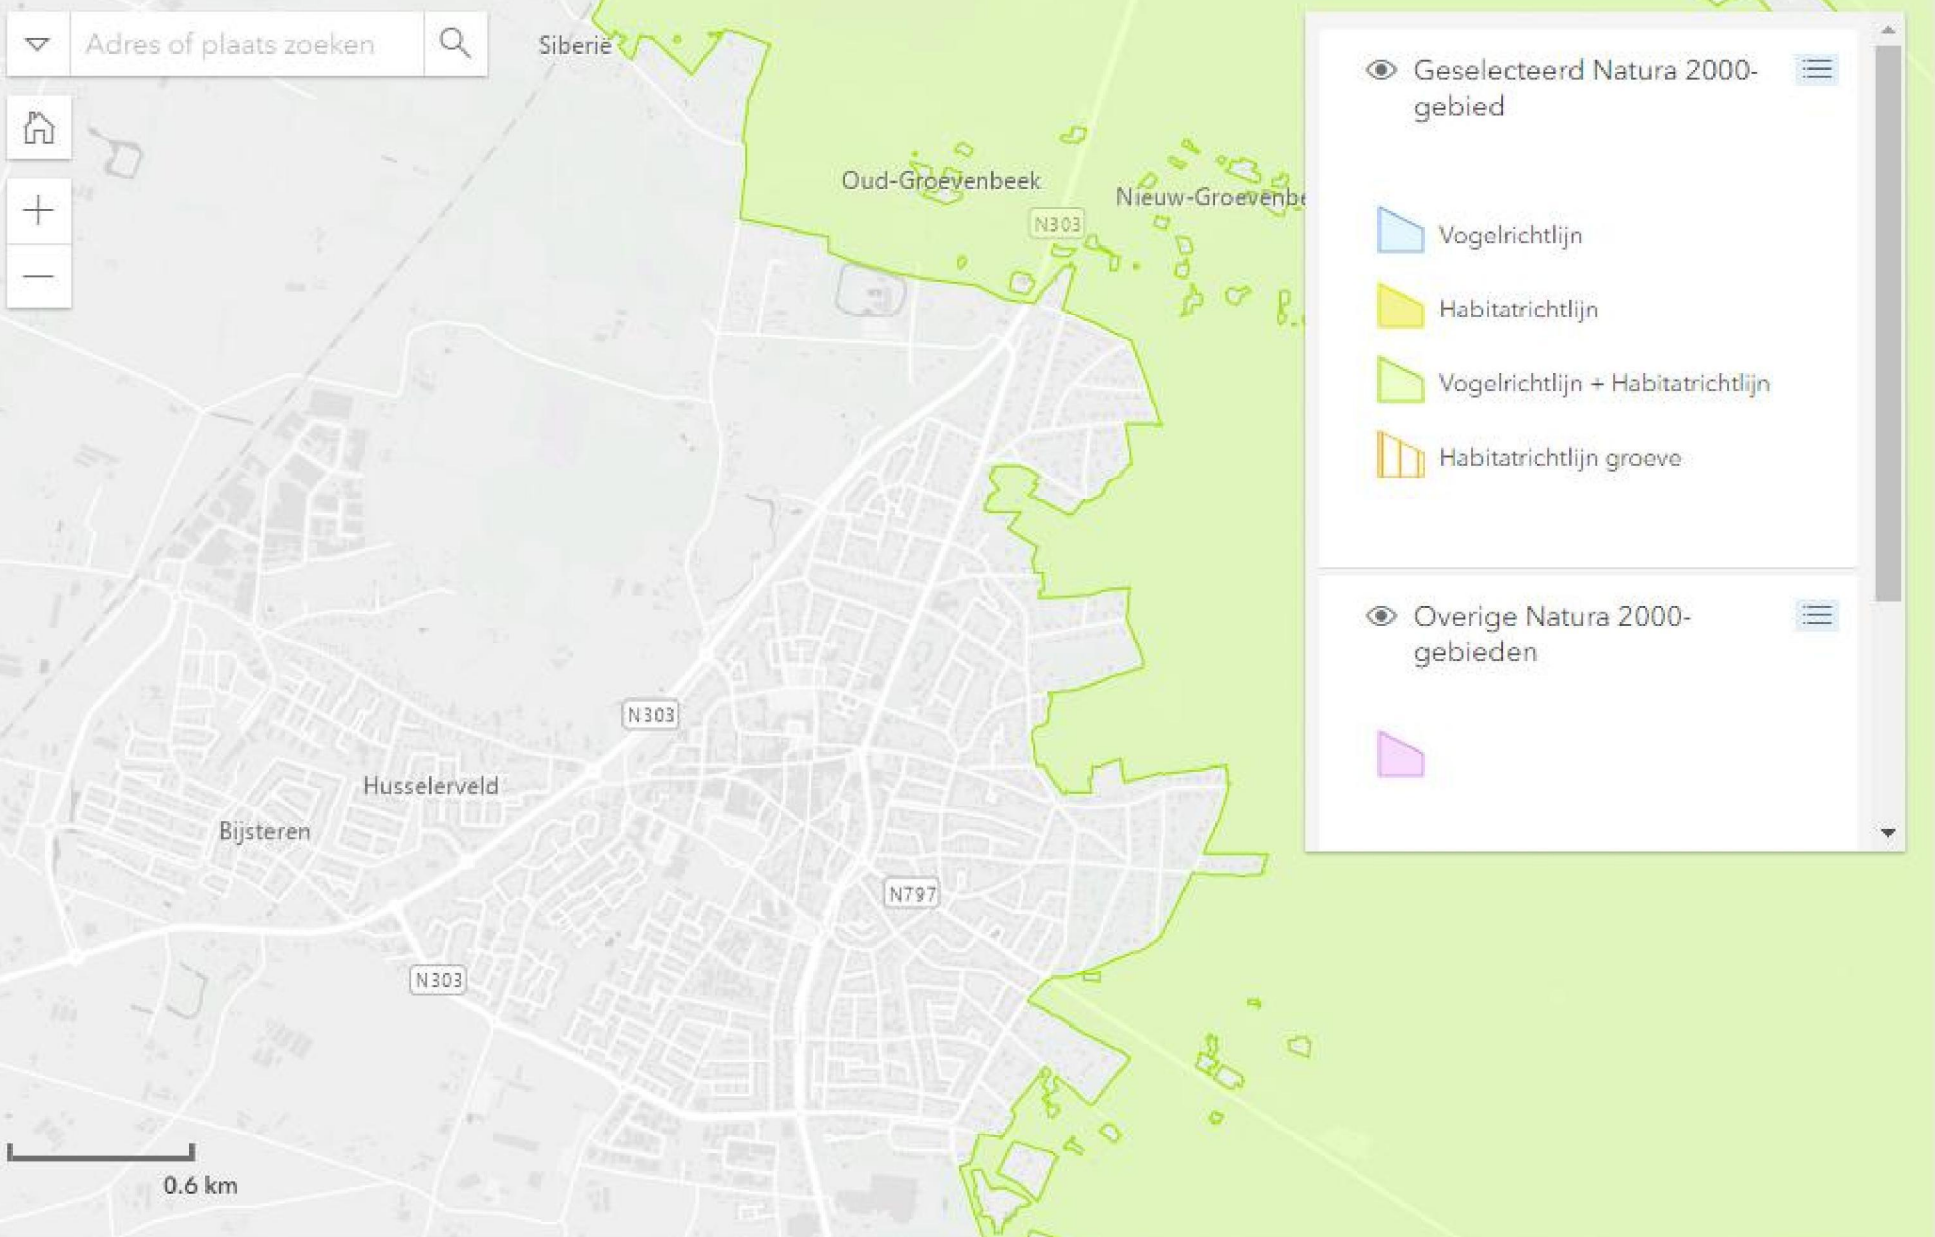 Adres of plaats zoeken
Siberië
Oud-Groevenbeek
Nieuw-Groevenbe
N303
N303
Husselerveld
Bijsteren
N797
N303
0.6 km
Geselecteerd Natura 2000-
gebied
Vogelrichtlijn
Habitatrichtlijn
Vogelrichtlijn + Habitatrichtlijn
Habitatrichtlijn groeve
Overige Natura 2000-
gebieden